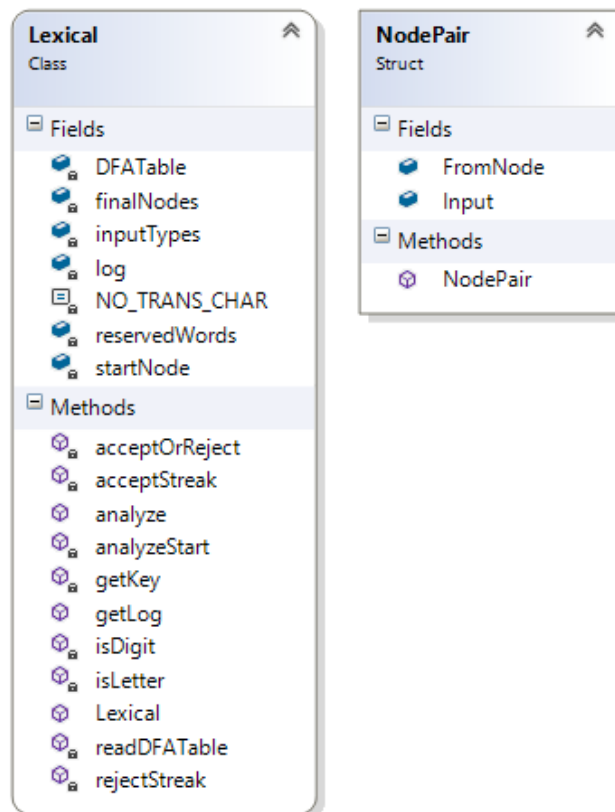 Lexical
Class
Fields
DFATable
finalNodes
inputTypes
log
NO_TRANS_CHAR
reservedWords
startNode
Methods
acceptOrReject
acceptStreak
analyze
analyzeStart
getKey
getLog
isDigit
isLetter
Lexical
readDFATable
rejectStreak
NodePair
Struct
Fields
FromNode
Input
Methods
NodePair